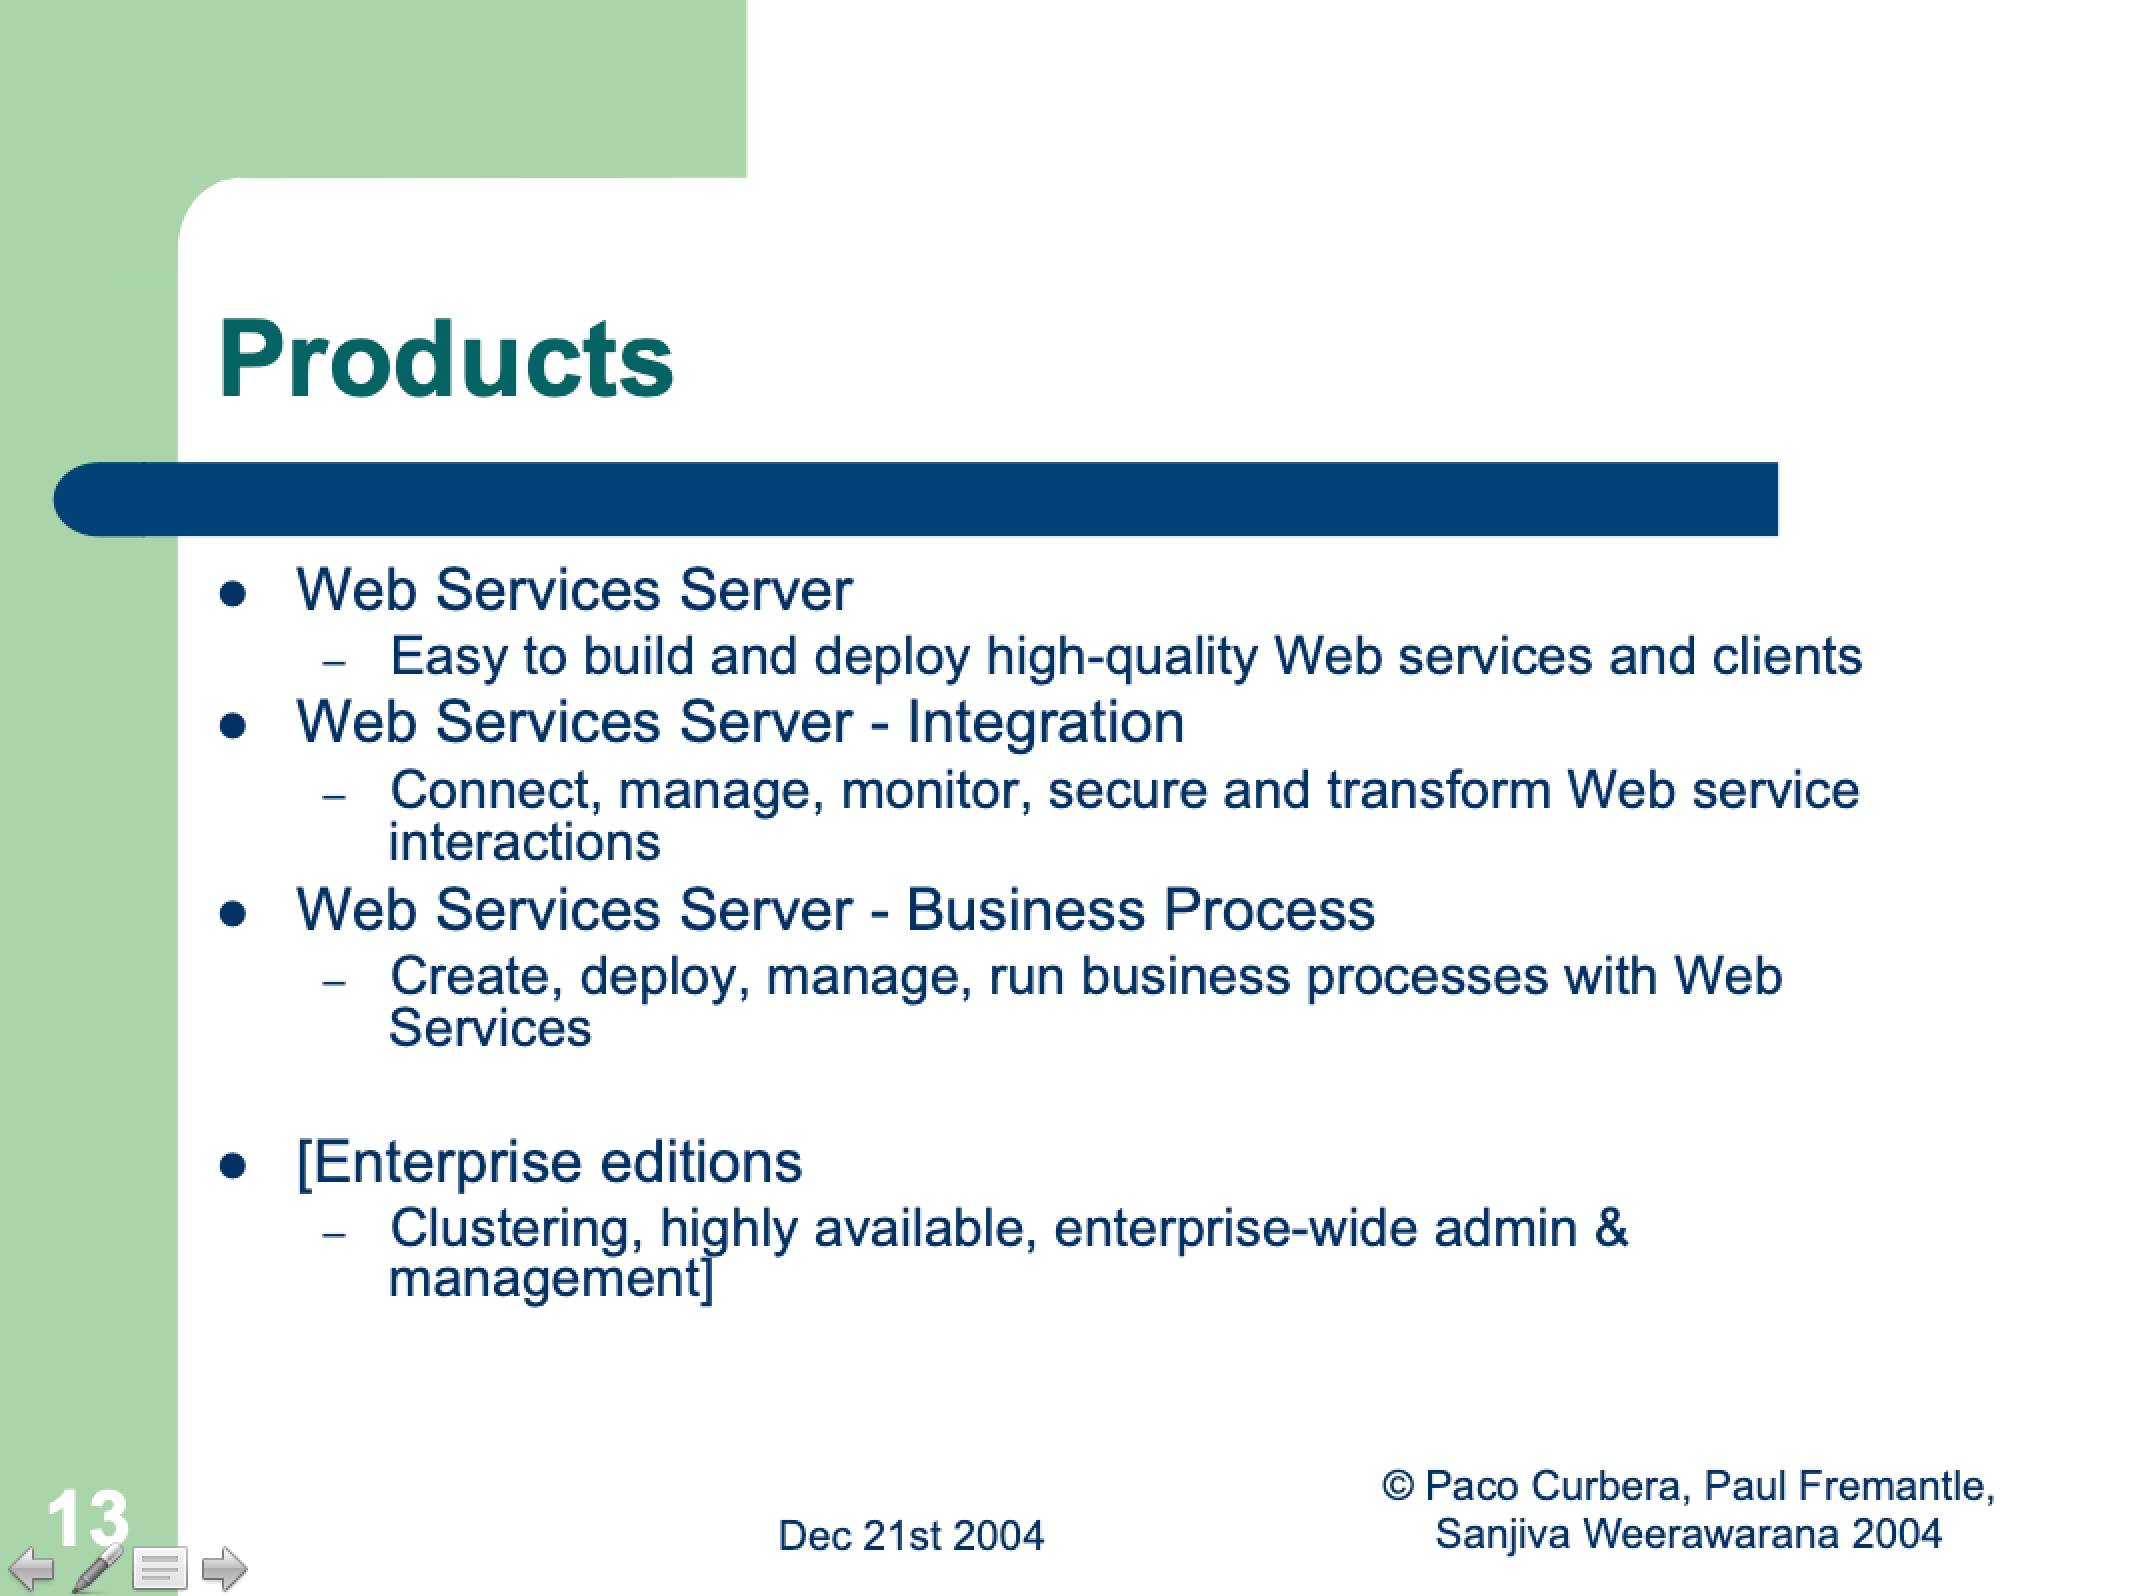 Products
● Web Services Server
– Easy to build and deploy high-quality Web services and clients
● Web Services Server - Integration
– Connect, manage, monitor, secure and transform Web service
interactions
● Web Services Server - Business Process
– Create, deploy, manage, run business processes with Web
Services
● [Enterprise editions
– Clustering, highly available, enterprise-wide admin &
management]
13
Dec 21st 2004
© Paco Curbera, Paul Fremantle,
Sanjiva Weerawarana 2004